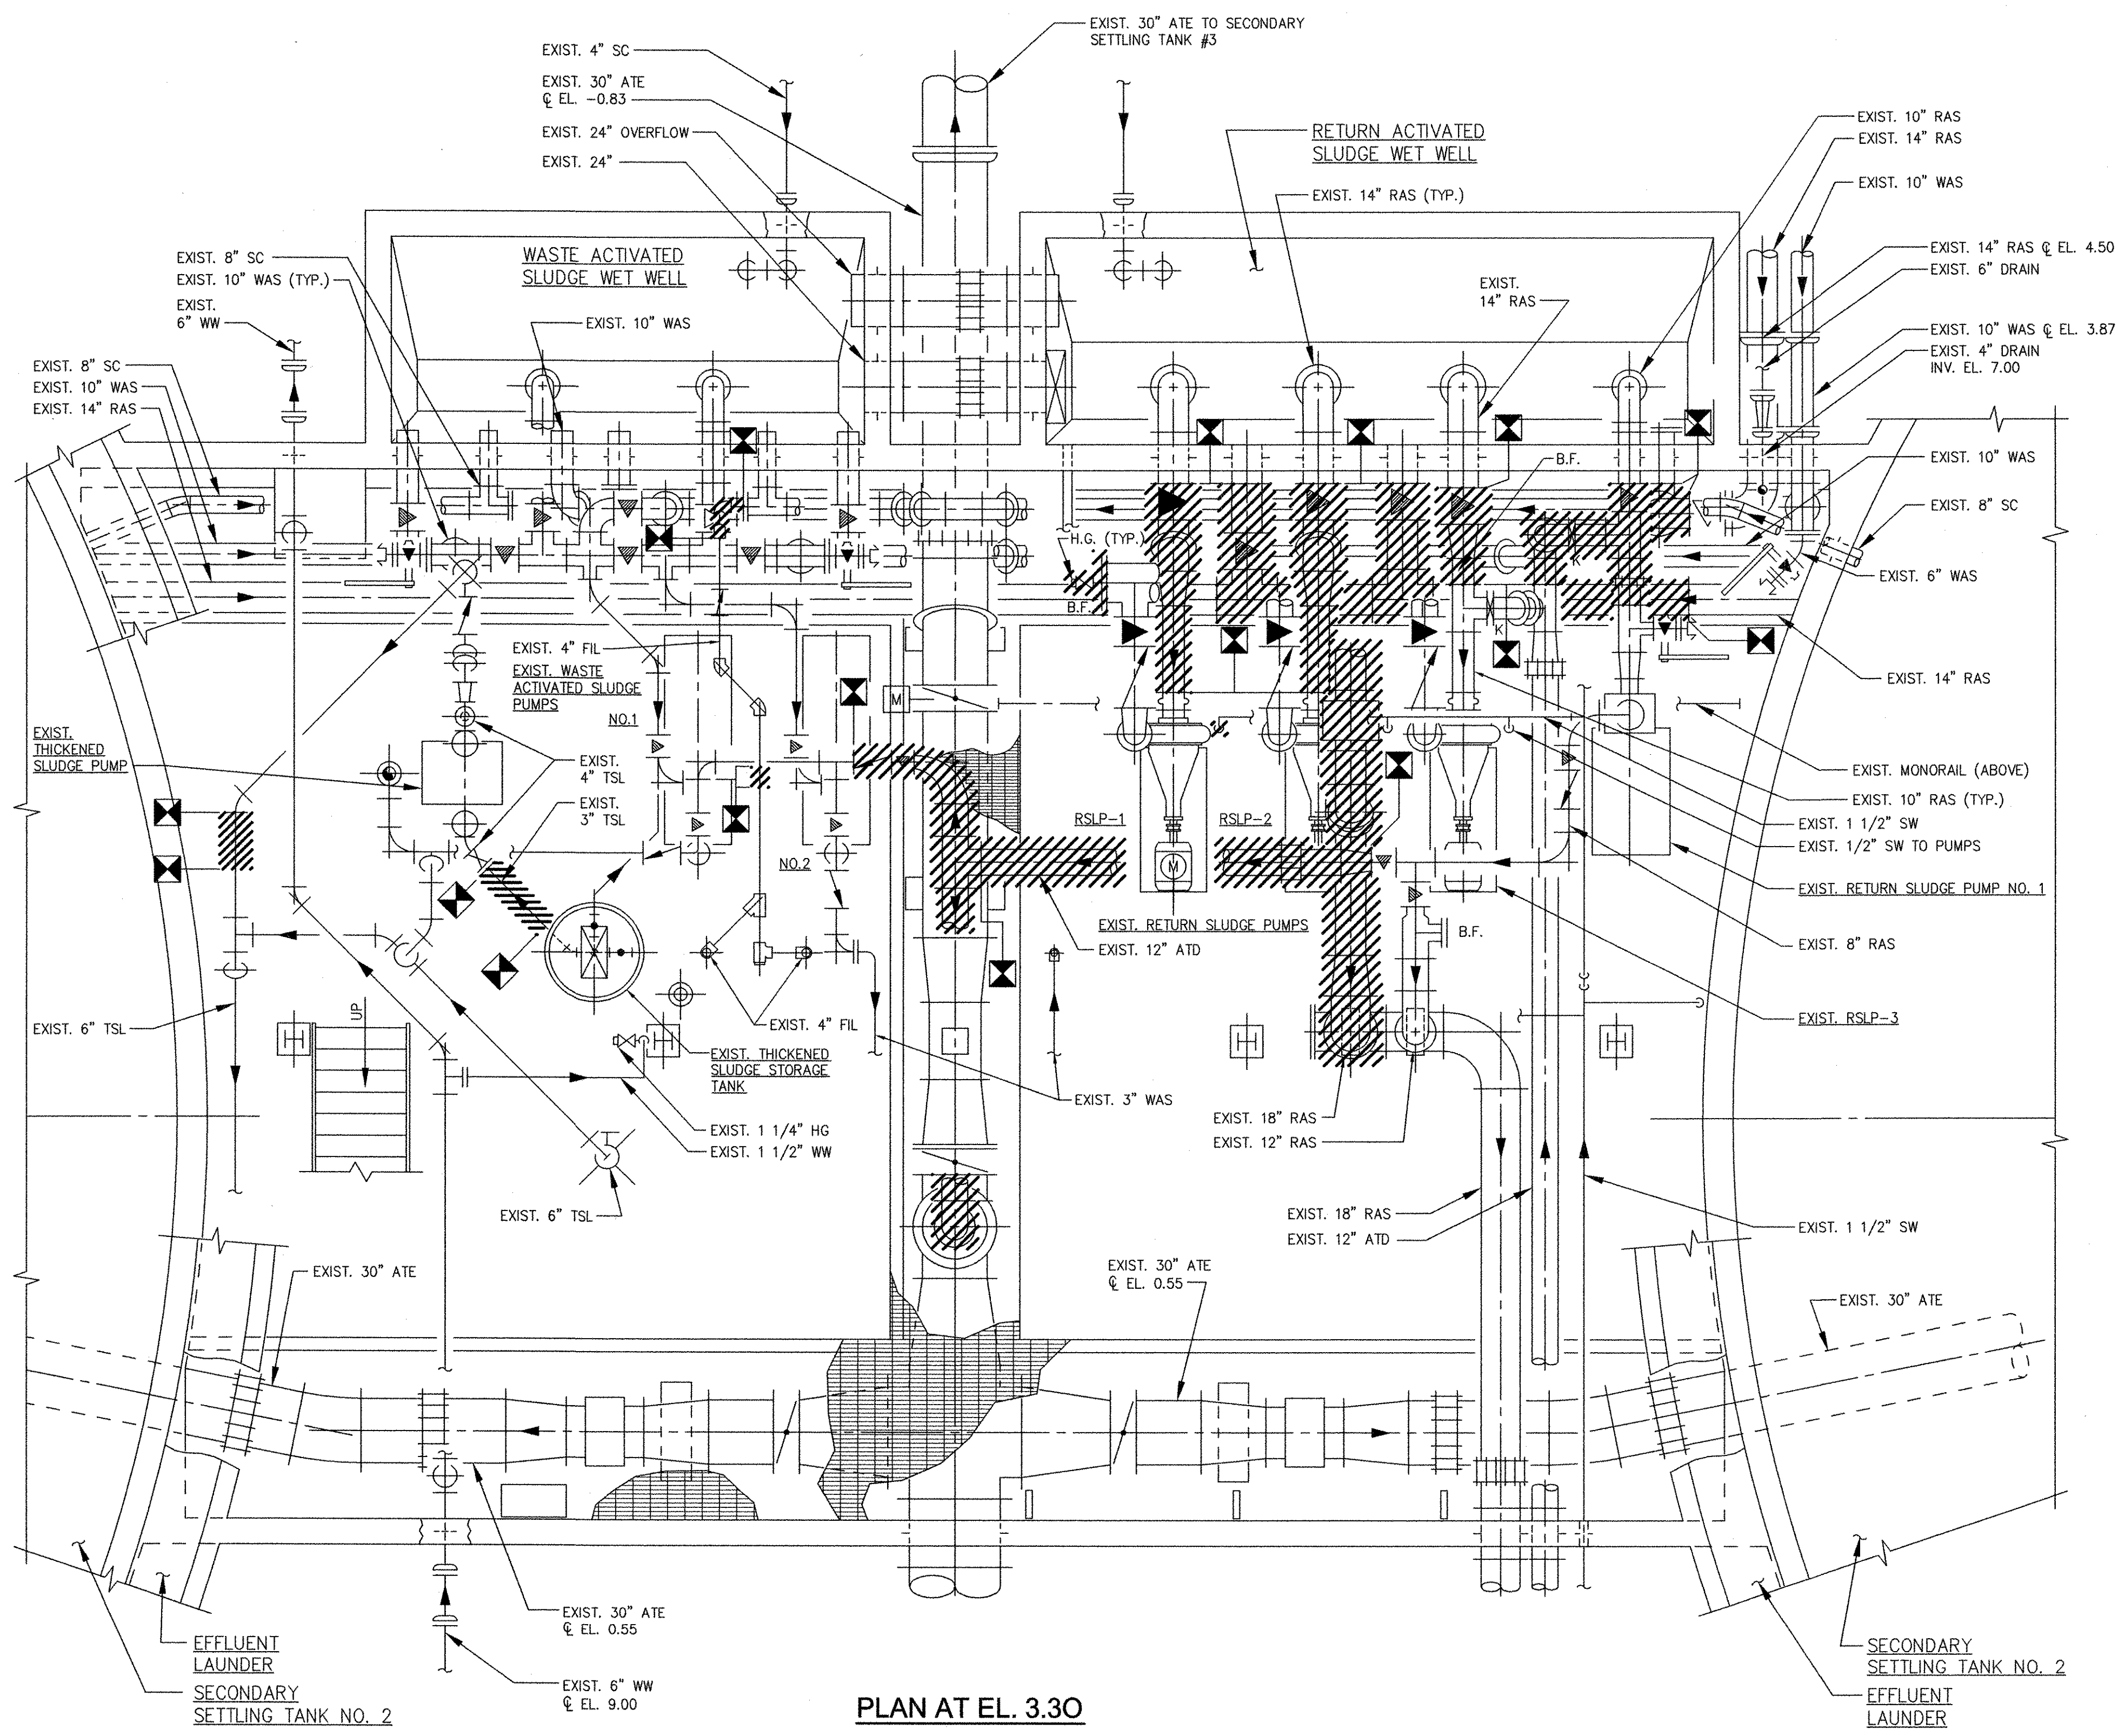 EXIST. 30" ATE TO SECONDARY
SETTLING TANK #3
EXIST. 4" SC
EXIST. 30" ATE
℄ EL. -0.83
EXIST. 24" OVERFLOW
EXIST. 24"
RETURN ACTIVATED
SLUDGE WET WELL
EXIST. 14" RAS (TYP.)
EXIST. 10" RAS
EXIST. 14" RAS
EXIST. 10" WAS
EXIST. 14" RAS ℄ EL. 4.50
EXIST. 6" DRAIN
EXIST. 10" WAS ℄ EL. 3.87
EXIST. 4" DRAIN
INV. EL. 7.00
WASTE ACTIVATED
SLUDGE WET WELL
EXIST. 8" SC
EXIST. 10" WAS (TYP.)
EXIST.
6" WW
EXIST. 10" WAS
EXIST.
14" RAS
EXIST. 8" SC
EXIST. 10" WAS
EXIST. 14" RAS
B.F.
EXIST. 10" WAS
EXIST. 8" SC
H.G. (TYP.)
K
EXIST. 6" WAS
B.F.
K
EXIST. 4" FIL
EXIST. WASTE
ACTIVATED SLUDGE
PUMPS
NO.1
EXIST. 14" RAS
M
EXIST.
THICKENED
SLUDGE PUMP
EXIST.
4" TSL
EXIST.
3" TSL
EXIST. MONORAIL (ABOVE)
EXIST. 10" RAS (TYP.)
EXIST. 1 1/2" SW
EXIST. 1/2" SW TO PUMPS
RSLP-1
RSLP-2
M
NO.2
EXIST. RETURN SLUDGE PUMP NO. 1
EXIST. RETURN SLUDGE PUMPS
EXIST. 12" ATD
B.F.
EXIST. 8" RAS
EXIST. 6" TSL
UP
H
H
H
H
EXIST. 4" FIL
EXIST. RSLP-3
EXIST. THICKENED
SLUDGE STORAGE
TANK
EXIST. 3" WAS
EXIST. 1 1/4" HG
EXIST. 1 1/2" WW
EXIST. 18" RAS
EXIST. 12" RAS
EXIST. 6" TSL
EXIST. 18" RAS
EXIST. 12" ATD
EXIST. 1 1/2" SW
EXIST. 30" ATE
EXIST. 30" ATE
℄ EL. 0.55
EXIST. 30" ATE
EXIST. 30" ATE
℄ EL. 0.55
EFFLUENT
LAUNDER
SECONDARY
SETTLING TANK NO. 2
EXIST. 6" WW
℄ EL. 9.00
SECONDARY
SETTLING TANK NO. 2
EFFLUENT
LAUNDER
PLAN AT EL. 3.30